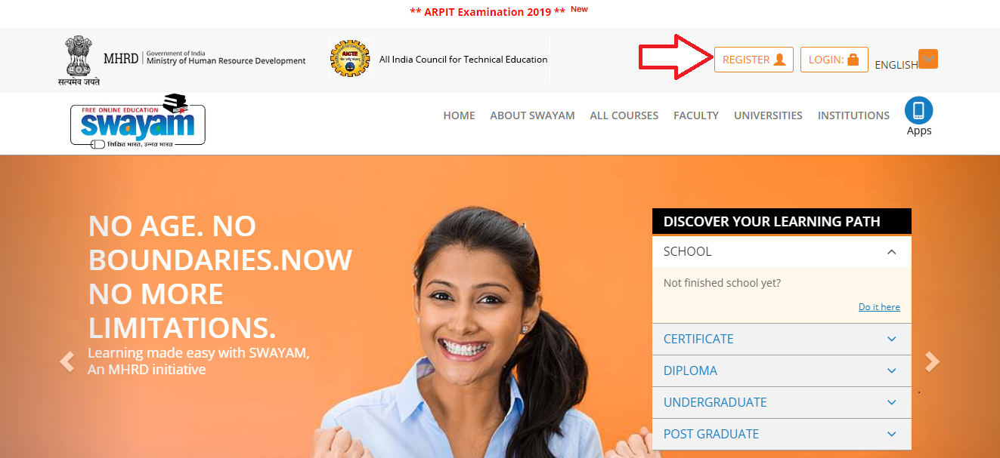 ** ARPIT Examination 2019 ** New
सत्यमेव जयते
MHRD
Government of India
Ministry of Human Resource Development
AICTE
All India Council for Technical Education
REGISTER
LOGIN:
ENGLISH
FREE ONLINE EDUCATION
swayam
शिक्षित भारत, उन्नत भारत
HOME ABOUT SWAYAM ALL COURSES FACULTY UNIVERSITIES INSTITUTIONS
Apps
NO AGE. NO
BOUNDARIES.NOW
NO MORE
LIMITATIONS.
Learning made easy with SWAYAM,
An MHRD initiative
DISCOVER YOUR LEARNING PATH
SCHOOL
Not finished school yet?
Do it here
CERTIFICATE
DIPLOMA
UNDERGRADUATE
POST GRADUATE